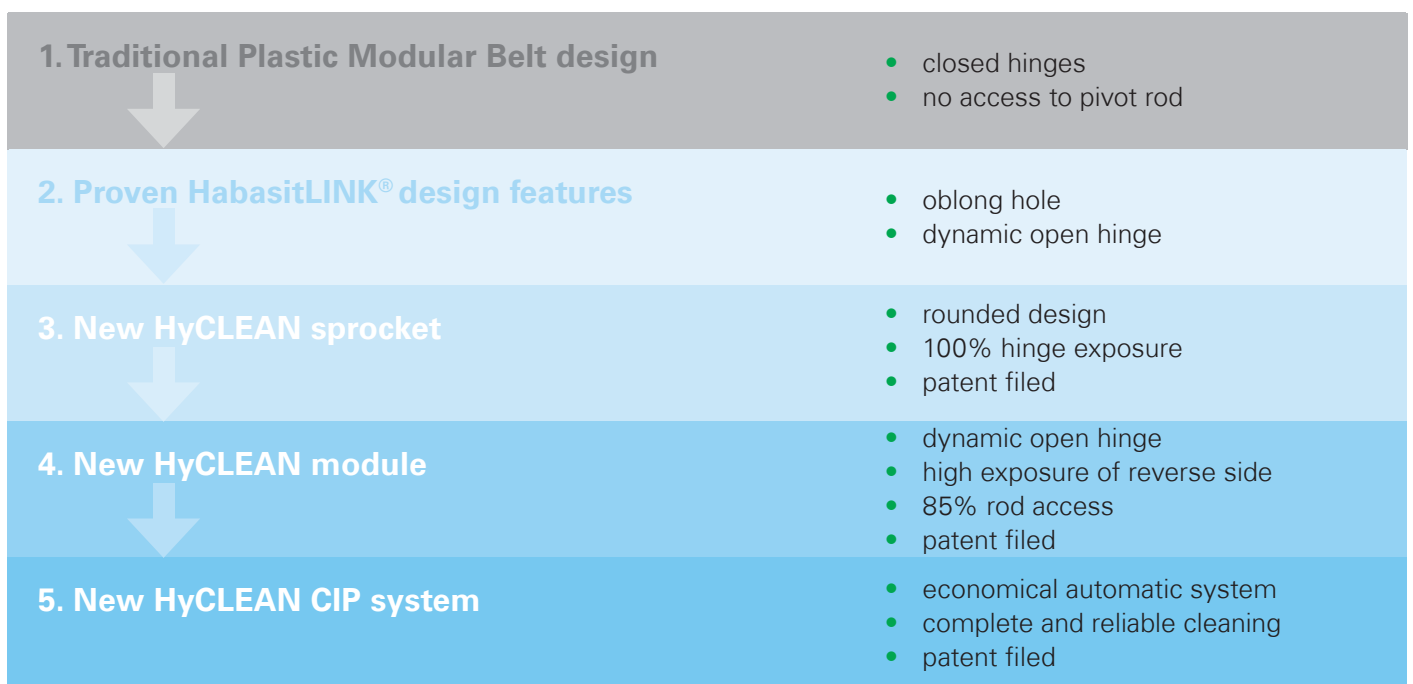 1. Traditional Plastic Modular Belt design
• closed hinges
• no access to pivot rod
2. Proven HabasitLINK® design features
• oblong hole
• dynamic open hinge
3. New HyCLEAN sprocket
• rounded design
• 100% hinge exposure
• patent filed
4. New HyCLEAN module
• dynamic open hinge
• high exposure of reverse side
• 85% rod access
• patent filed
5. New HyCLEAN CIP system
• economical automatic system
• complete and reliable cleaning
• patent filed